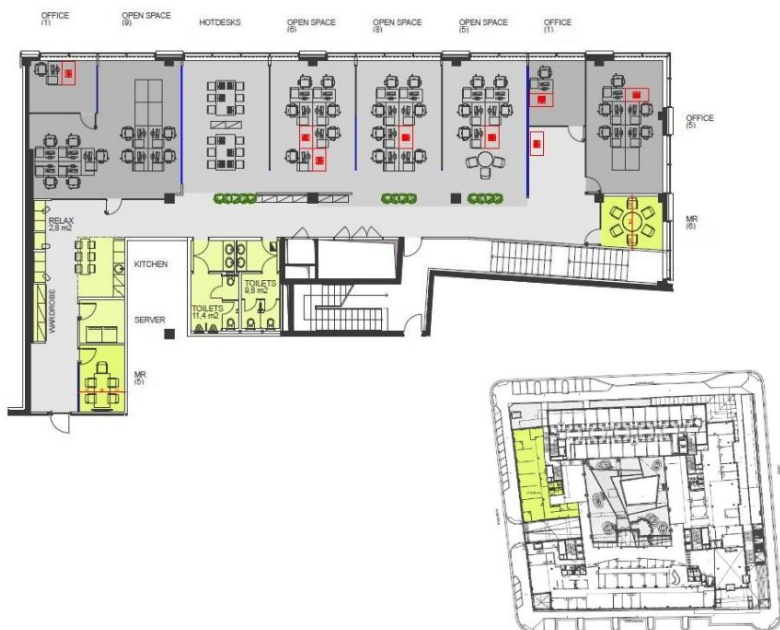 OFFICE
(1)
OPEN SPACE
(9)
HOTDESKS
OPEN SPACE
(6)
OPEN SPACE
(8)
OPEN SPACE
(5)
OFFICE
(1)
OFFICE
(5)
RELAX
2,8 m2
MR
(6)
KITCHEN
TOILETS
9,8 m2
TOILETS
11,4 m2
WARDROBE
SERVER
MR
(5)